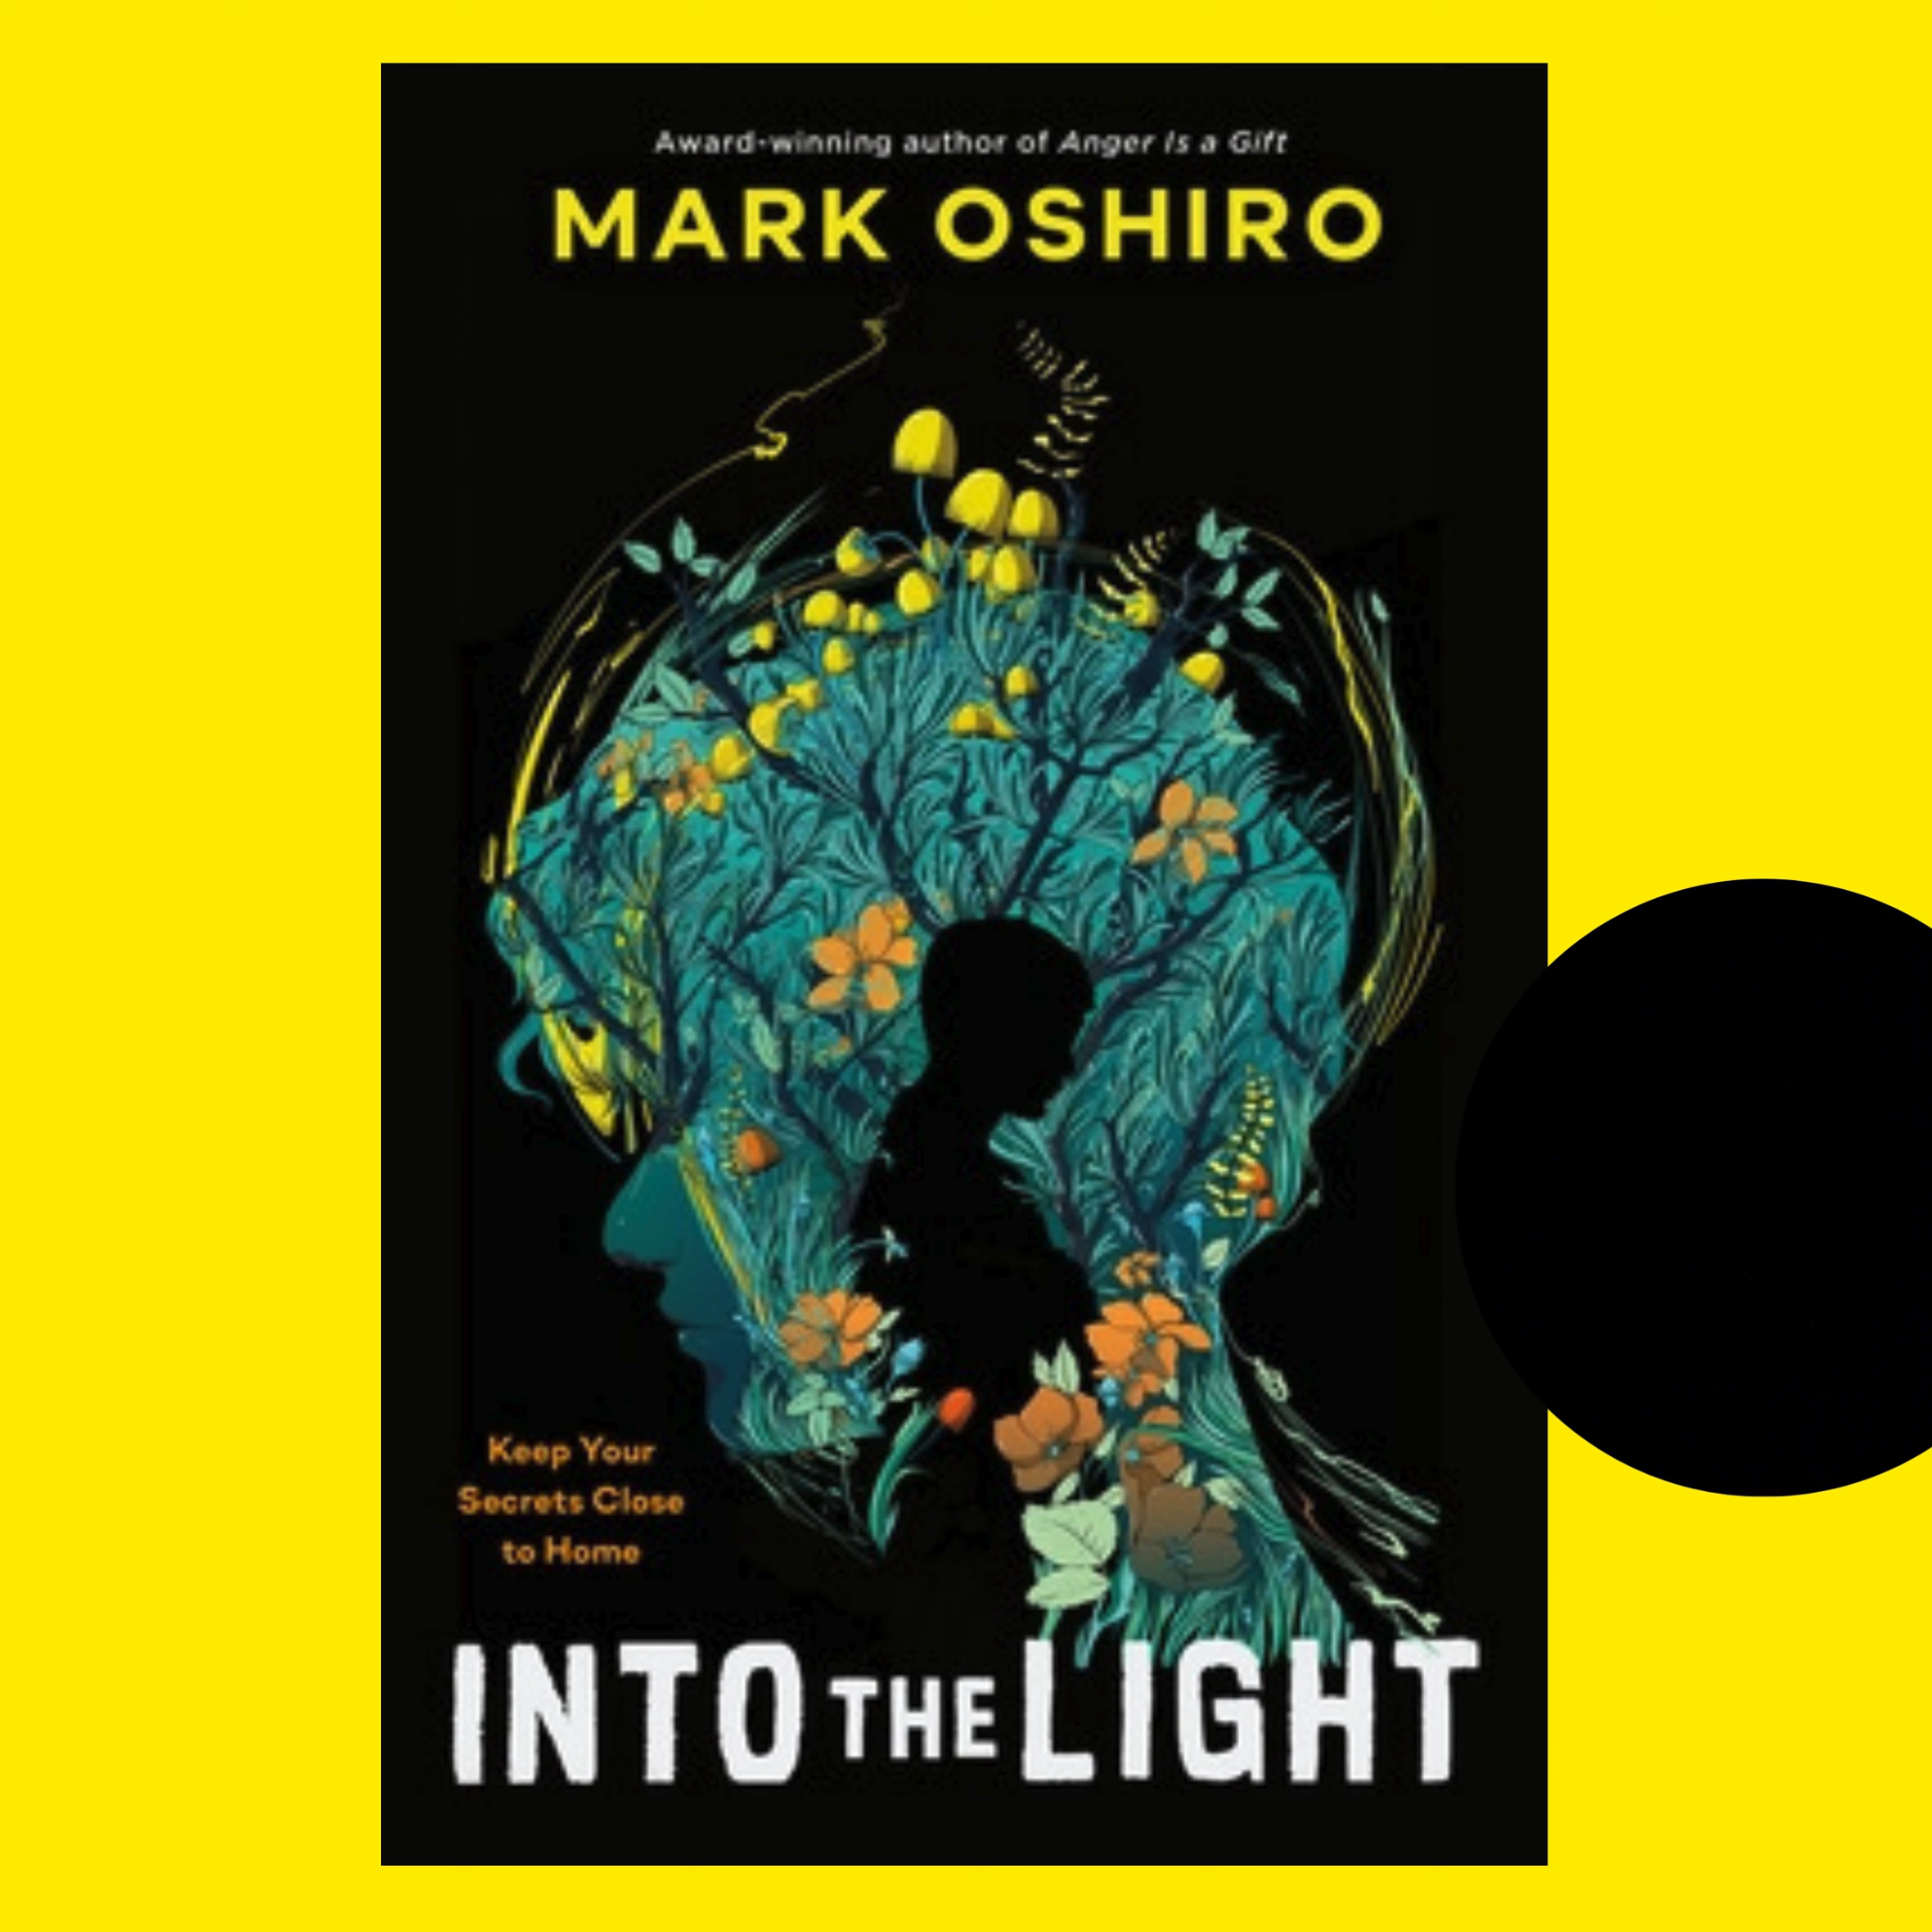 Award-winning author of Anger Is a Gift
MARK OSHIRO
Keep Your
Secrets Close
to Home
INTO THE LIGHT